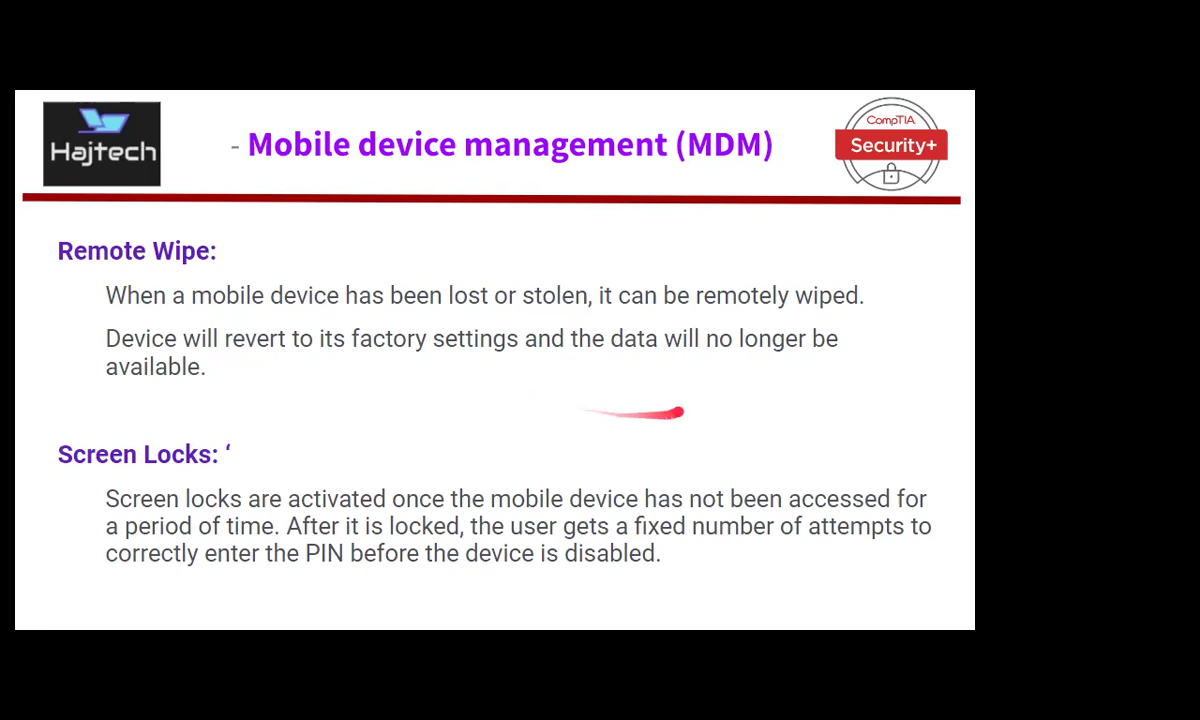 Hajtech
- Mobile device management (MDM)
CompTIA
Security+
Remote Wipe:
When a mobile device has been lost or stolen, it can be remotely wiped.
Device will revert to its factory settings and the data will no longer be
available.
Screen Locks: ‘
Screen locks are activated once the mobile device has not been accessed for
a period of time. After it is locked, the user gets a fixed number of attempts to
correctly enter the PIN before the device is disabled.